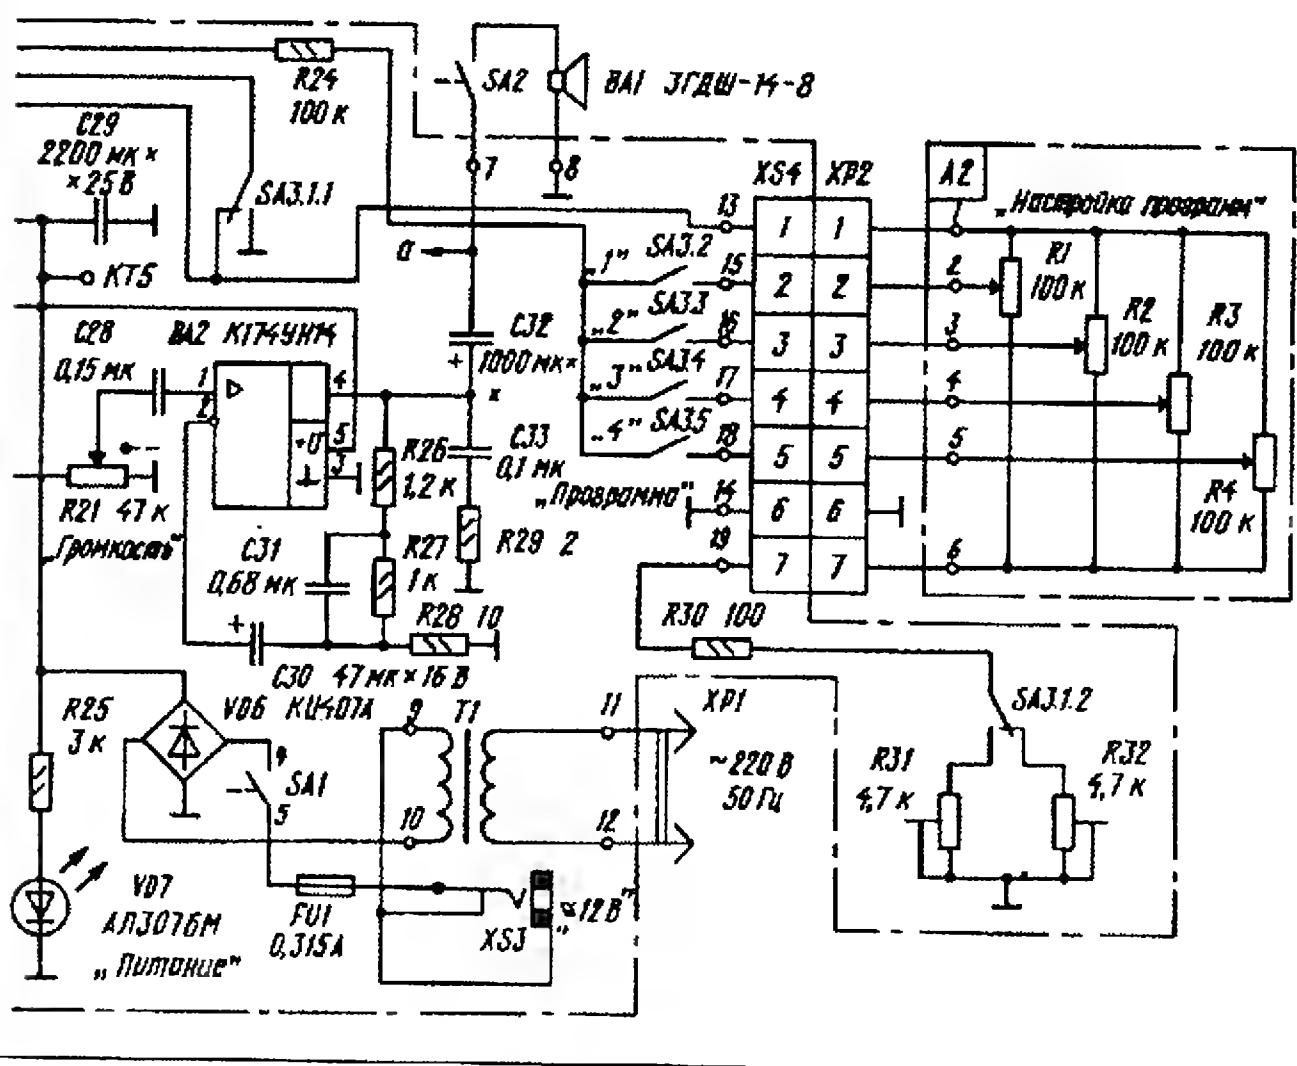 R24
100 к
SA2
BA1 3ГДШ-14-8
C29
2200 мк ×
× 25 В
SA3.1.1
7
8
XS4
XP2
A2
„Настройка программ"
13
1
1
а
КТ5
„1"
SA3.2
15
2
2
2
R1
100 к
C28
0,15 мк
DA2 К174УН14
C32
1000 мк ×
„2"
SA3.3
16
3
3
3
R2
100 к
R3
100 к
1
2
4
+
×
„3"
SA3.4
17
4
4
4
+U
5
3
R26
1,2 к
C33
0,1 мк
„4"
SA3.5
18
5
5
5
R4
100 к
R21 47 к
„Громкость"
„Программа"
14
6
6
C31
0,68 мк
R27
1 к
R29 2
19
7
7
6
+
R28 10
R30 100
C30 47 мк × 16 В
R25
3 к
VD6 КЦ407А
9
T1
11
XP1
SA3.1.2
4
SA1
5
~220 В
50 Гц
R31
4,7 к
R32
4,7 к
10
12
VD7
АЛ307БМ
„Питание"
FU1
0,315А
XS3
„12В"